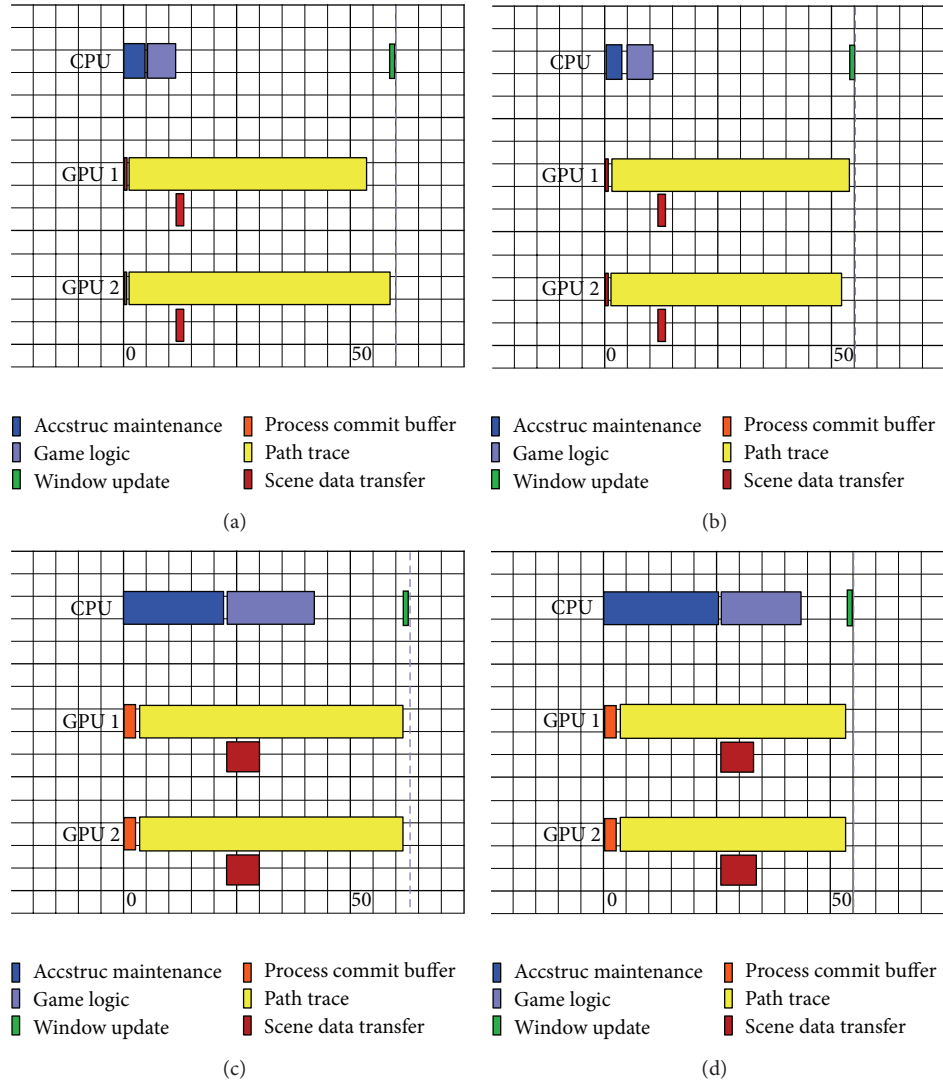 CPU
GPU 1
GPU 2
0 50
Accstruc maintenance
Game logic
Window update
Process commit buffer
Path trace
Scene data transfer
(a)
CPU
GPU 1
GPU 2
0 50
Accstruc maintenance
Game logic
Window update
Process commit buffer
Path trace
Scene data transfer
(b)
CPU
GPU 1
GPU 2
0 50
Accstruc maintenance
Game logic
Window update
Process commit buffer
Path trace
Scene data transfer
(c)
CPU
GPU 1
GPU 2
0 50
Accstruc maintenance
Game logic
Window update
Process commit buffer
Path trace
Scene data transfer
(d)